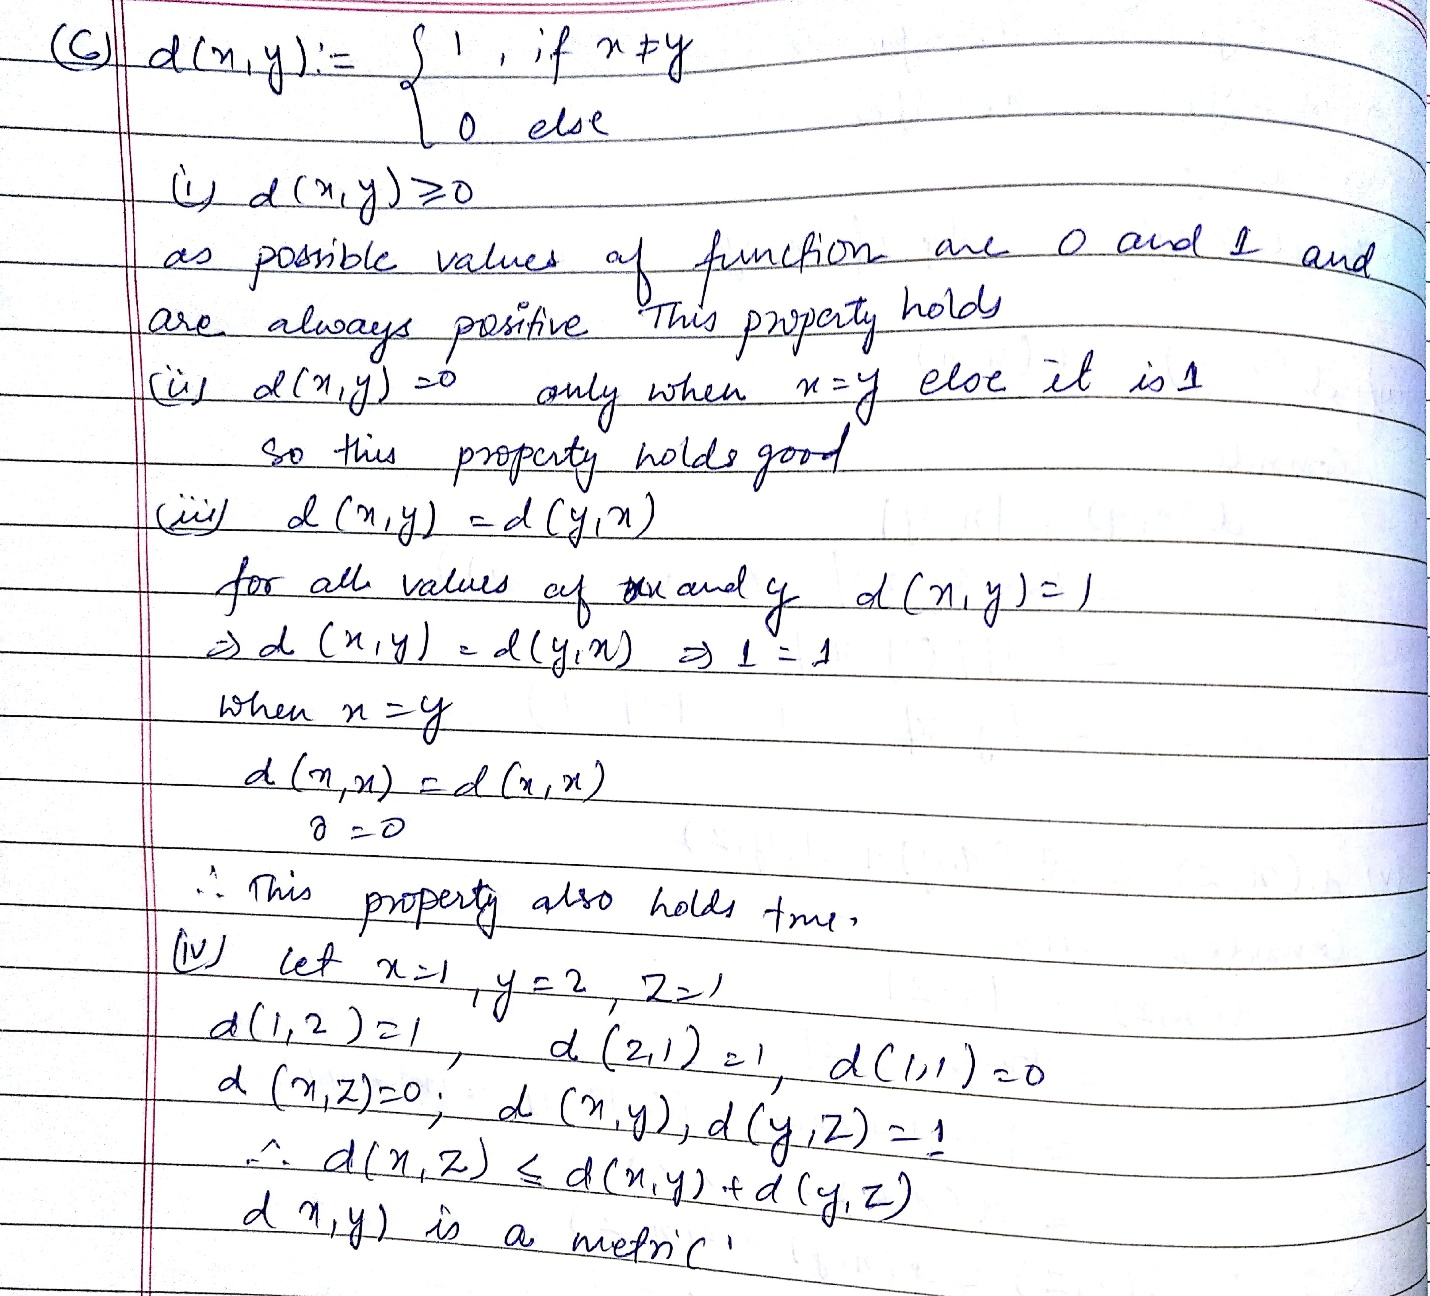 (C) d(x,y):= { 1 , if x≠y
0 else
(i) d(x,y)≥0
as possible values of function are 0 and 1 and
are always positive This property holds
(ii) d(x,y)=0 only when x=y else it is 1
So this property holds good
(iii) d(x,y) = d(y,x)
for all values of x and y d(x,y)=1
⇒ d(x,y) = d(y,x) ⇒ 1=1
when x=y
d(x,x) = d(x,x)
0=0
∴ This property also holds true.
(iv) let x=1, y=2, z=1
d(1,2)=1, d(2,1)=1, d(1,1)=0
d(x,z)=0; d(x,y), d(y,z)=1
∴ d(x,z) ≤ d(x,y)+d(y,z)
d x,y) is a metric